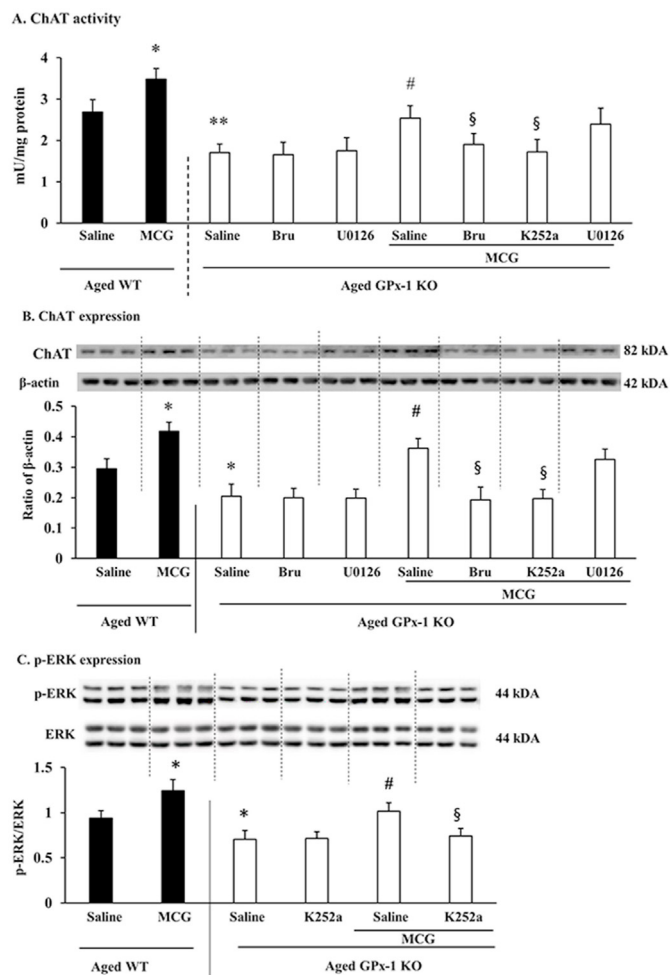 A. ChAT activity
4
3
2
1
0
mU/mg protein
*
**
#
§
§
Saline MCG Saline Bru U0126 Saline Bru K252a U0126
MCG
Aged WT Aged GPx-1 KO
B. ChAT expression
ChAT 82 kDA
β-actin 42 kDA
0.5
0.4
0.3
0.2
0.1
0
Ratio of β-actin
*
*
#
§
§
Saline MCG Saline Bru U0126 Saline Bru K252a U0126
MCG
Aged WT Aged GPx-1 KO
C. p-ERK expression
p-ERK 44 kDA
ERK 44 kDA
1.5
1
0.5
0
p-ERK/ERK
*
*
#
§
Saline MCG Saline K252a Saline K252a
MCG
Aged WT Aged GPx-1 KO